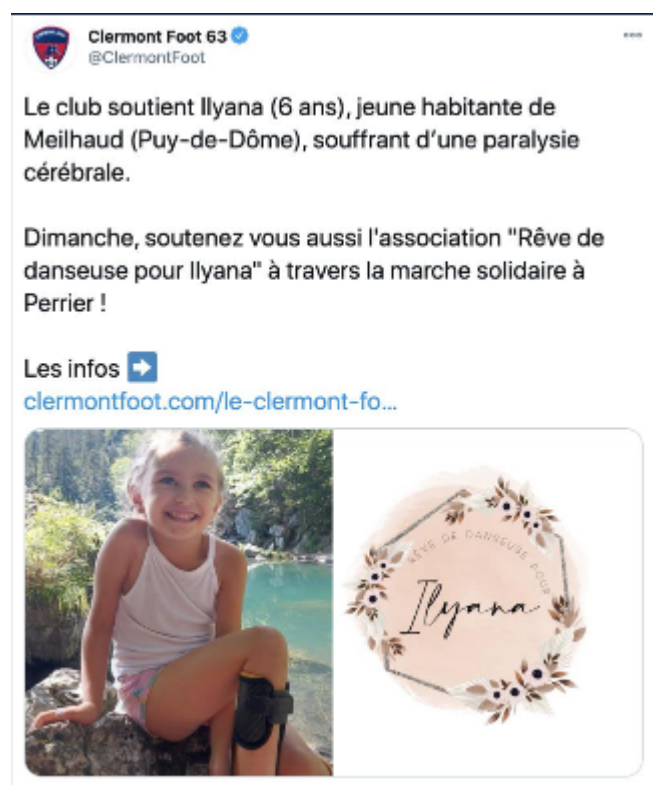 Clermont Foot 63
@ClermontFoot
Le club soutient Ilyana (6 ans), jeune habitante de
Meilhaud (Puy-de-Dôme), souffrant d'une paralysie
cérébrale.
Dimanche, soutenez vous aussi l'association "Rêve de
danseuse pour Ilyana" à travers la marche solidaire à
Perrier !
Les infos ➡️
clermontfoot.com/le-clermont-fo...
RÊVE DE DANSEUSE POUR
Ilyana